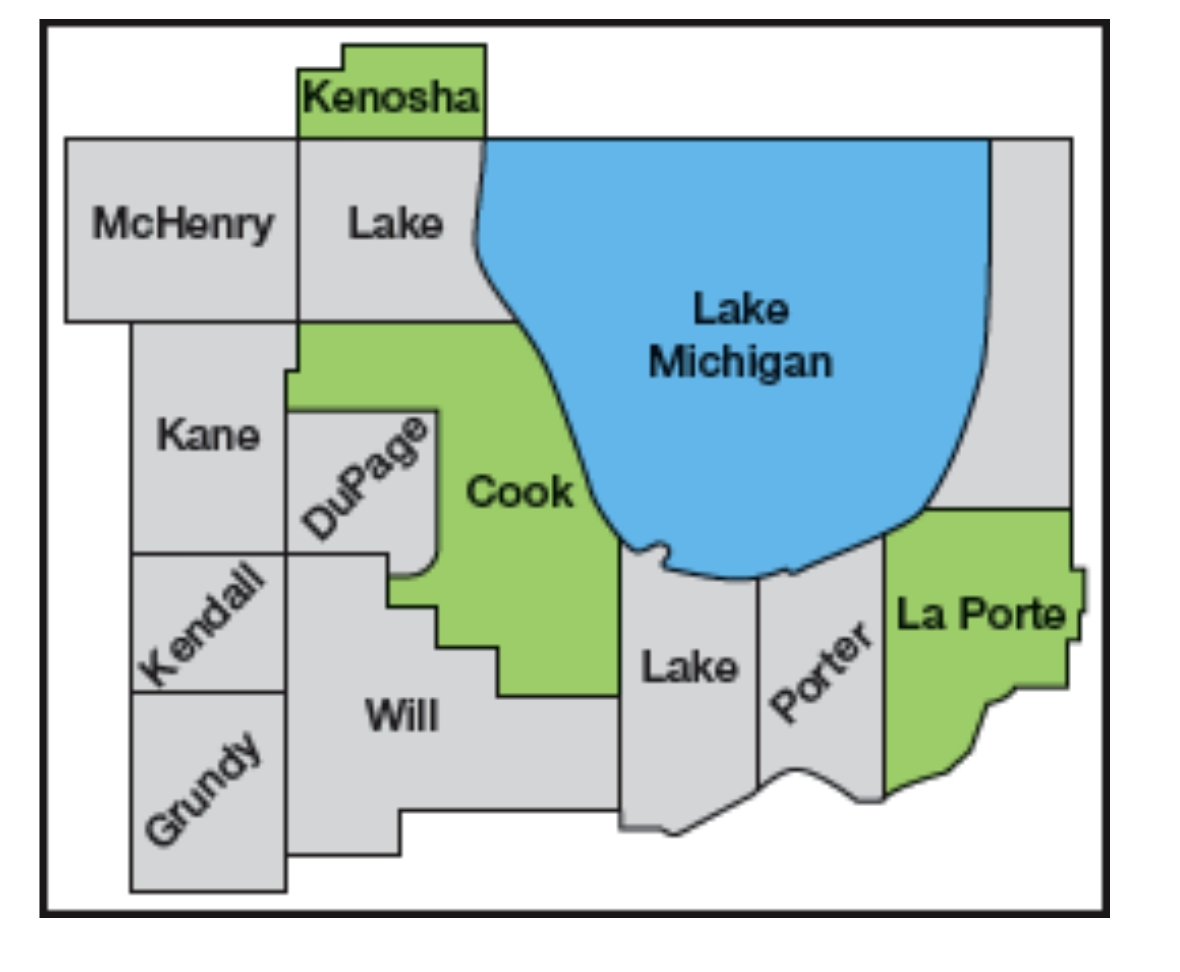 Kenosha
McHenry
Lake
Lake
Michigan
Kane
DuPage
Cook
Kendall
La Porte
Lake
Porter
Will
Grundy